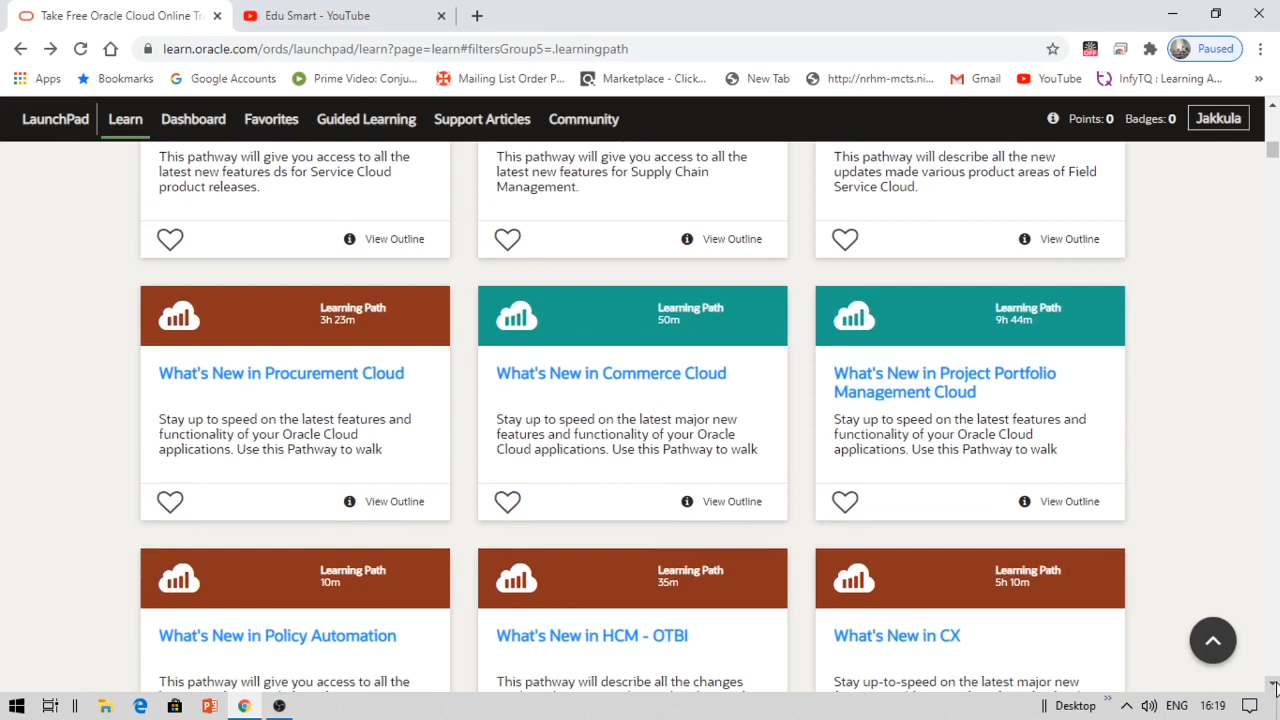 Take Free Oracle Cloud Online Tr
Edu Smart - YouTube
learn.oracle.com/ords/launchpad/learn?page=learn#filtersGroup5=.learningpath
Paused
Apps
Bookmarks
Google Accounts
Prime Video: Conju...
Mailing List Order P...
Marketplace - Click...
New Tab
http://nrhm-mcts.ni...
Gmail
YouTube
InfyTQ : Learning A...
LaunchPad
Learn
Dashboard
Favorites
Guided Learning
Support Articles
Community
Points: 0
Badges: 0
Jakkula
This pathway will give you access to all the
latest new features ds for Service Cloud
product releases.
View Outline
This pathway will give you access to all the
latest new features for Supply Chain
Management.
View Outline
This pathway will describe all the new
updates made various product areas of Field
Service Cloud.
View Outline
Learning Path
3h 23m
What's New in Procurement Cloud
Stay up to speed on the latest features and
functionality of your Oracle Cloud
applications. Use this Pathway to walk
View Outline
Learning Path
50m
What's New in Commerce Cloud
Stay up to speed on the latest major new
features and functionality of your Oracle
Cloud applications. Use this Pathway to walk
View Outline
Learning Path
9h 44m
What's New in Project Portfolio
Management Cloud
Stay up to speed on the latest features and
functionality of your Oracle Cloud
applications. Use this Pathway to walk
View Outline
Learning Path
10m
What's New in Policy Automation
This pathway will give you access to all the
Learning Path
35m
What's New in HCM - OTBI
This pathway will describe all the changes
Learning Path
5h 10m
What's New in CX
Stay up-to-speed on the latest major new
Desktop
ENG
16:19